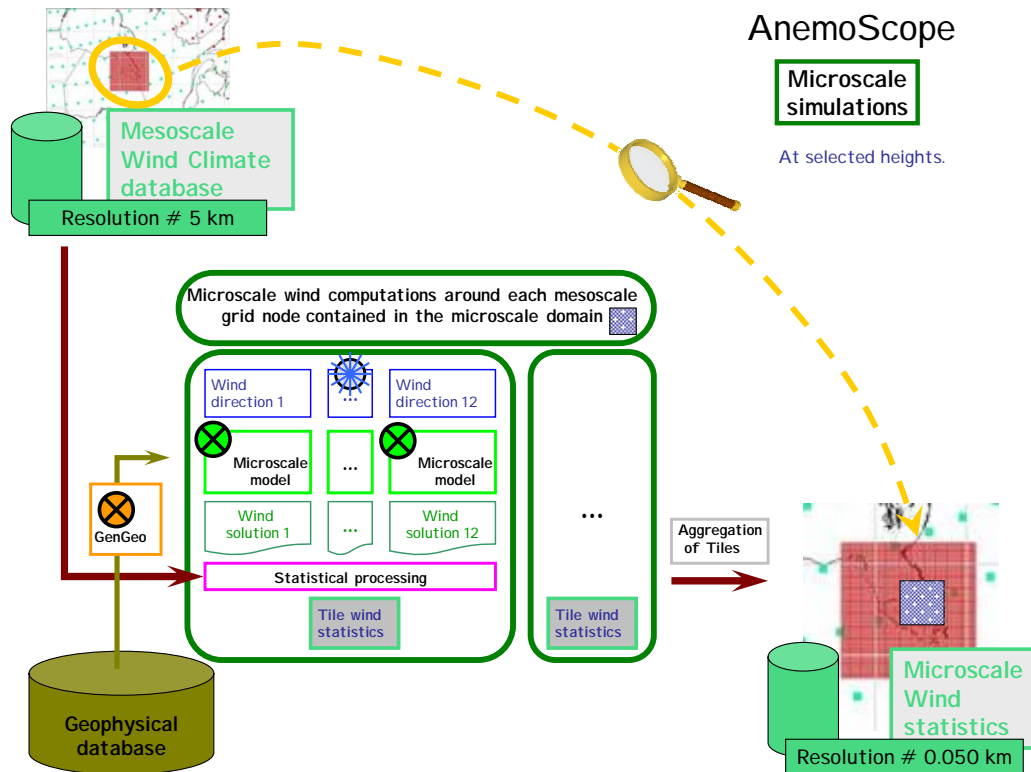 AnemoScope
Microscale
simulations
At selected heights.
Mesoscale
Wind Climate
database
Resolution # 5 km
Microscale wind computations around each mesoscale
grid node contained in the microscale domain
Wind
direction 1
...
Wind
direction 12
Microscale
model
...
Microscale
model
Wind
solution 1
...
Wind
solution 12
Statistical processing
Tile wind
statistics
...
Tile wind
statistics
GenGeo
Geophysical
database
Aggregation
of Tiles
Microscale
Wind
statistics
Resolution # 0.050 km